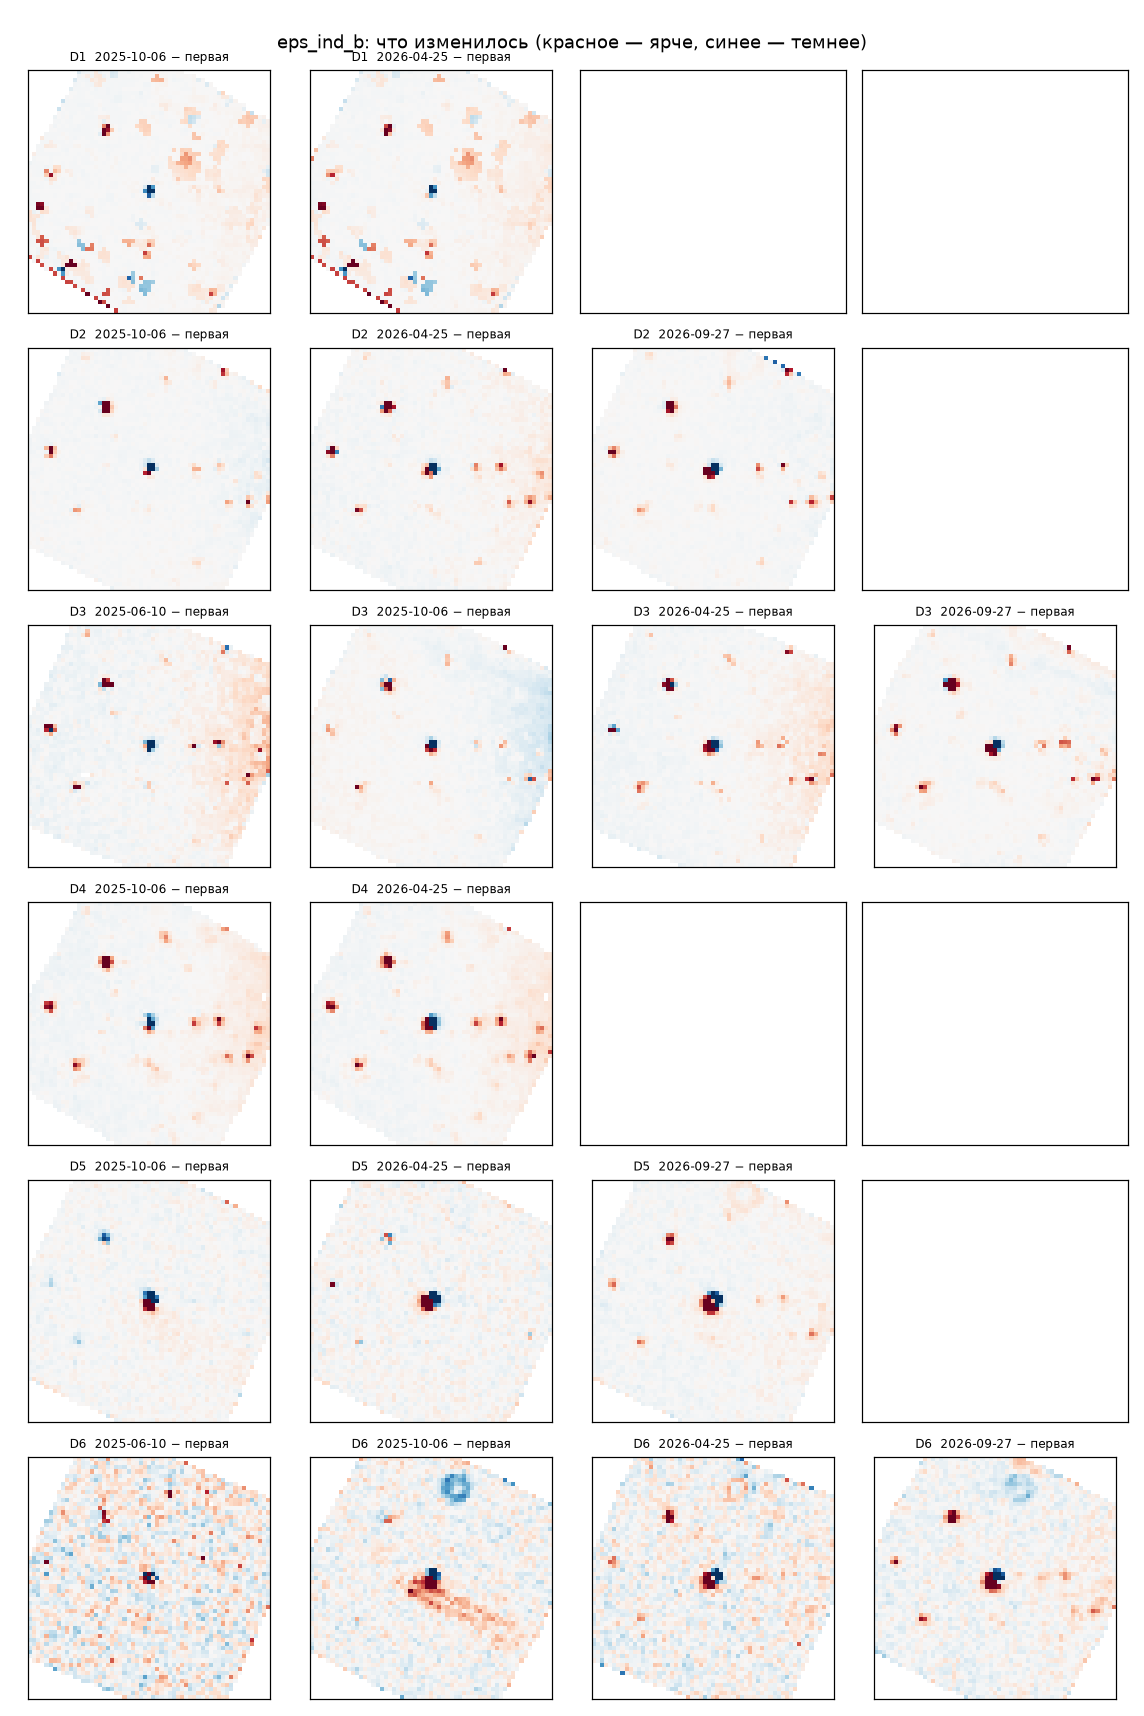 eps_ind_b: что изменилось (красное — ярче, синее — темнее)
D1 2025-10-06 − первая
D1 2026-04-25 − первая
D2 2025-10-06 − первая
D2 2026-04-25 − первая
D2 2026-09-27 − первая
D3 2025-06-10 − первая
D3 2025-10-06 − первая
D3 2026-04-25 − первая
D3 2026-09-27 − первая
D4 2025-10-06 − первая
D4 2026-04-25 − первая
D5 2025-10-06 − первая
D5 2026-04-25 − первая
D5 2026-09-27 − первая
D6 2025-06-10 − первая
D6 2025-10-06 − первая
D6 2026-04-25 − первая
D6 2026-09-27 − первая